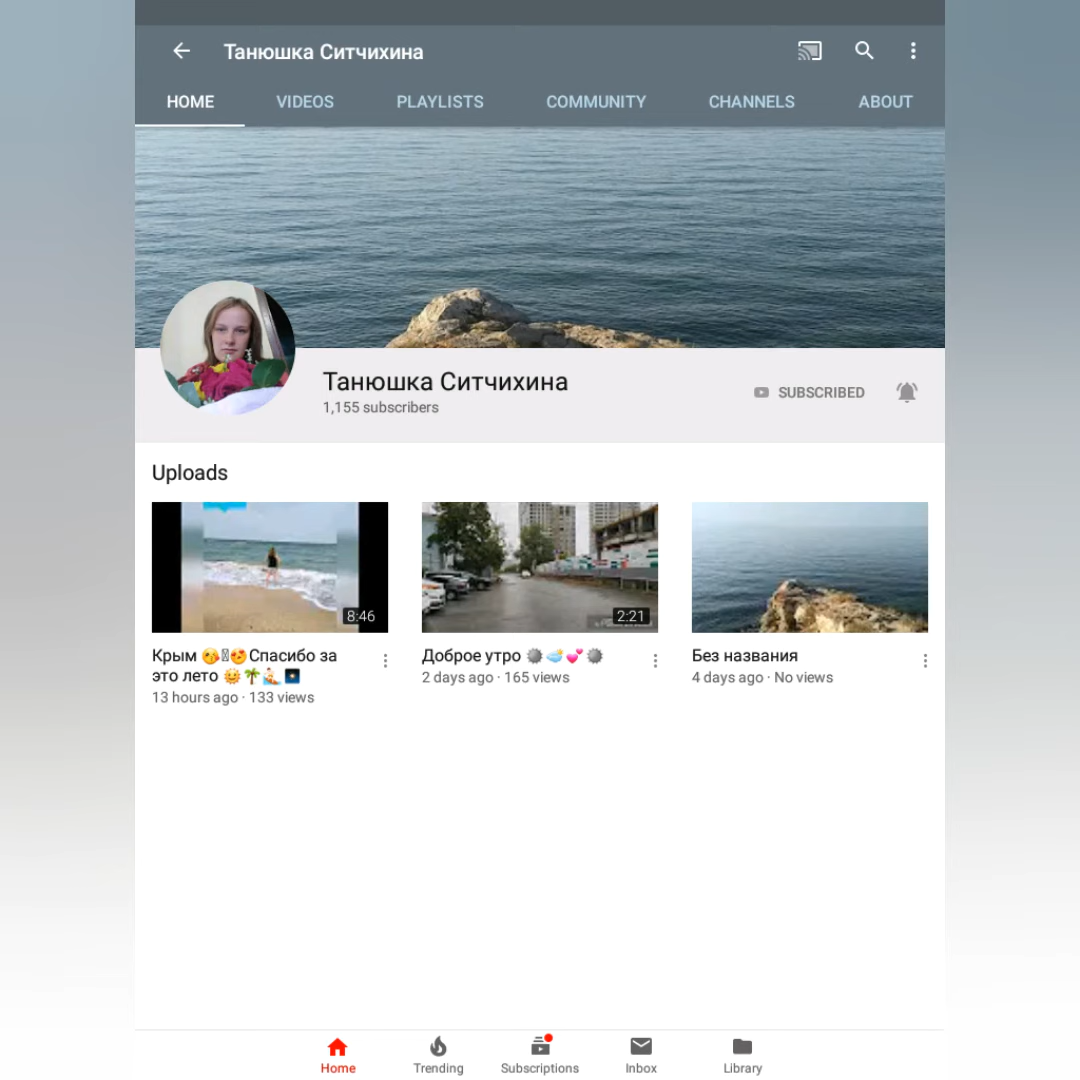 Танюшка Ситчихина
HOME VIDEOS PLAYLISTS COMMUNITY CHANNELS ABOUT
Танюшка Ситчихина
1,155 subscribers
SUBSCRIBED
Uploads
8:46
2:21
Крым 😚💛😍Спасибо за
это лето 🌞🌴🏄🌌
13 hours ago · 133 views
Доброе утро
2 days ago · 165 views
Без названия
4 days ago · No views
Home Trending Subscriptions Inbox Library